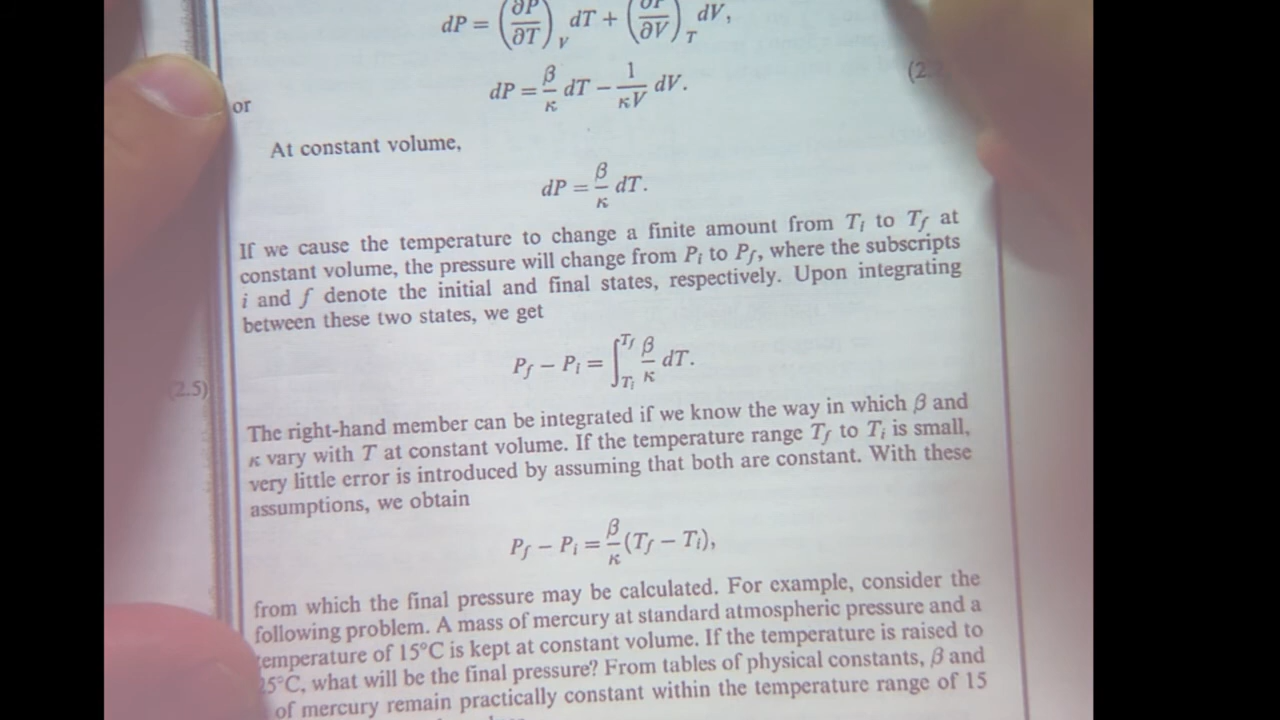 dP = (∂P/∂T)_V dT + (∂P/∂V)_T dV,
or
dP = β/κ dT − 1/κV dV.
At constant volume,
dP = β/κ dT.
If we cause the temperature to change a finite amount from T_i to T_f at
constant volume, the pressure will change from P_i to P_f, where the subscripts
i and f denote the initial and final states, respectively. Upon integrating
between these two states, we get
P_f − P_i = ∫_{T_i}^{T_f} β/κ dT.
(2.5)
The right-hand member can be integrated if we know the way in which β and
κ vary with T at constant volume. If the temperature range T_f to T_i is small,
very little error is introduced by assuming that both are constant. With these
assumptions, we obtain
P_f − P_i = β/κ (T_f − T_i),
from which the final pressure may be calculated. For example, consider the
following problem. A mass of mercury at standard atmospheric pressure and a
temperature of 15°C is kept at constant volume. If the temperature is raised to
25°C, what will be the final pressure? From tables of physical constants, β and
of mercury remain practically constant within the temperature range of 15